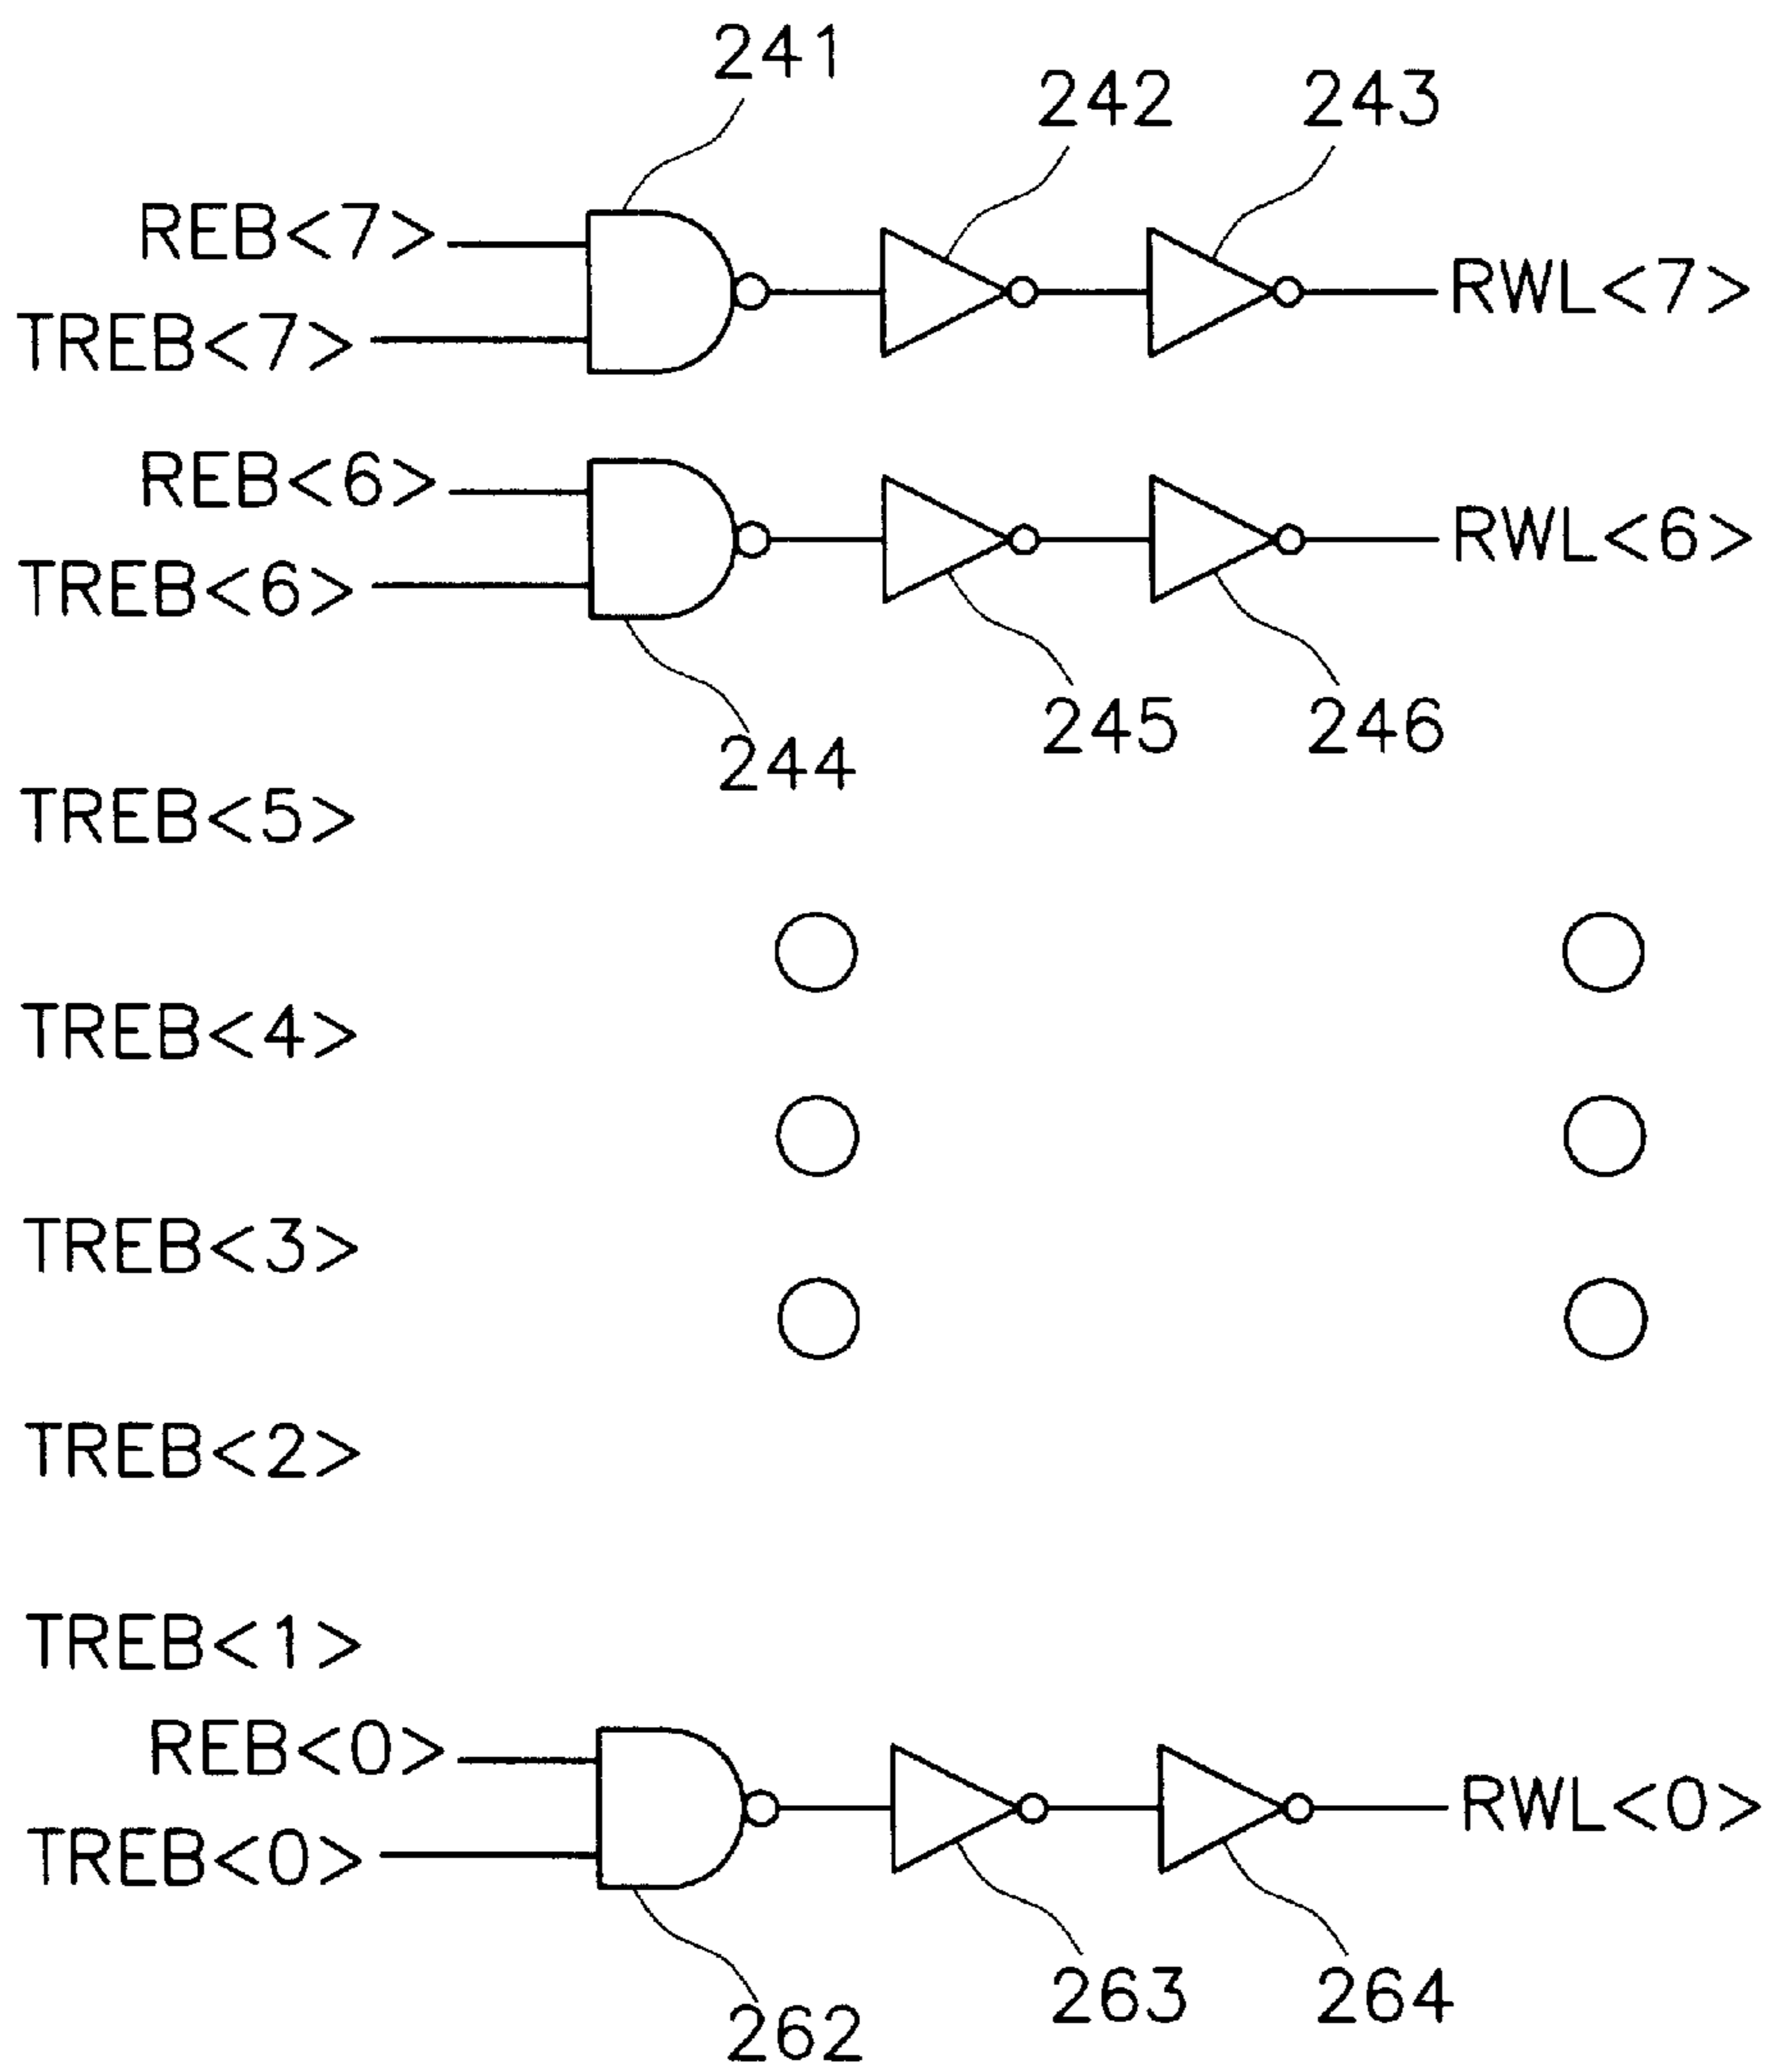 241
242 243
REB<7>
TREB<7>
RWL<7>
REB<6>
TREB<6>
RWL<6>
244 245 246
TREB<5>
TREB<4>
TREB<3>
TREB<2>
TREB<1>
REB<0>
TREB<0>
RWL<0>
262 263 264